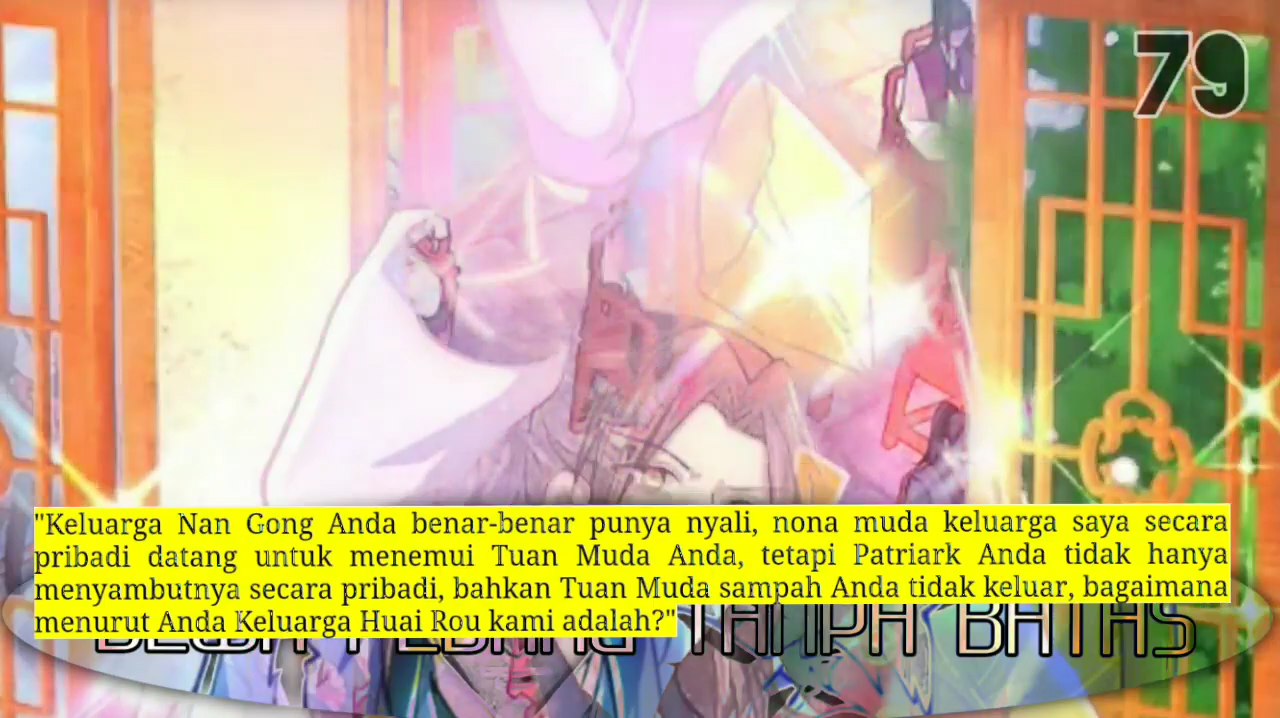 79
"Keluarga Nan Gong Anda benar-benar punya nyali, nona muda keluarga saya secara
pribadi datang untuk menemui Tuan Muda Anda, tetapi Patriark Anda tidak hanya
menyambutnya secara pribadi, bahkan Tuan Muda sampah Anda tidak keluar, bagaimana
menurut Anda Keluarga Huai Rou kami adalah?"
TANPA BATAS